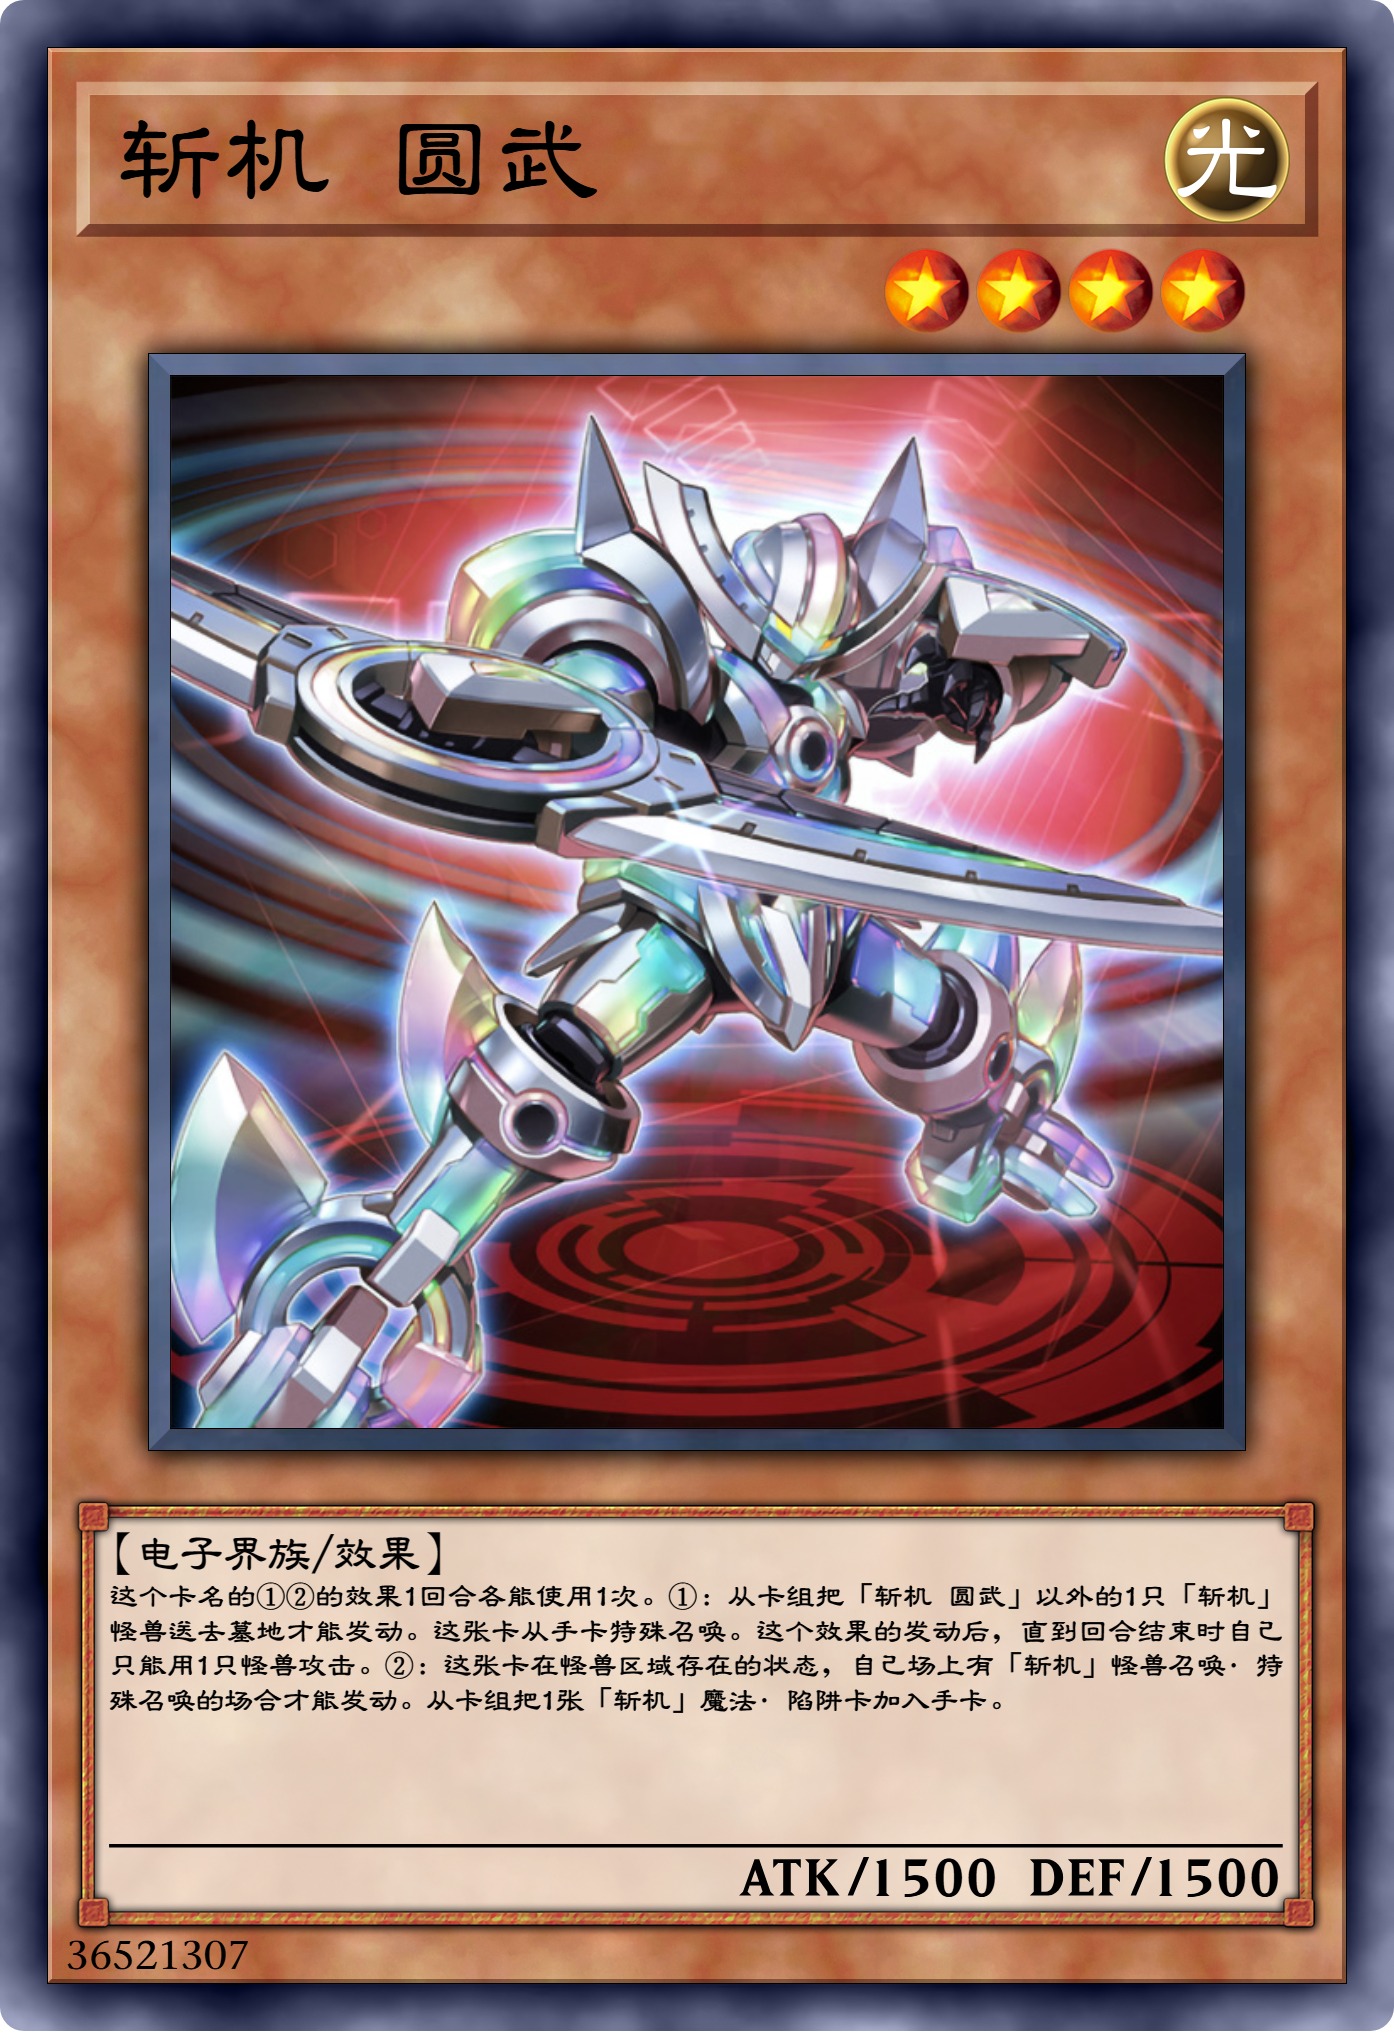 斩机 圆武
光
【电子界族/效果】
这个卡名的①②的效果1回合各能使用1次。①：从卡组把「斩机 圆武」以外的1只「斩机」
怪兽送去墓地才能发动。这张卡从手卡特殊召唤。这个效果的发动后，直到回合结束时自己
只能用1只怪兽攻击。②：这张卡在怪兽区域存在的状态，自己场上有「斩机」怪兽召唤·特
殊召唤的场合才能发动。从卡组把1张「斩机」魔法·陷阱卡加入手卡。
ATK/1500 DEF/1500
36521307